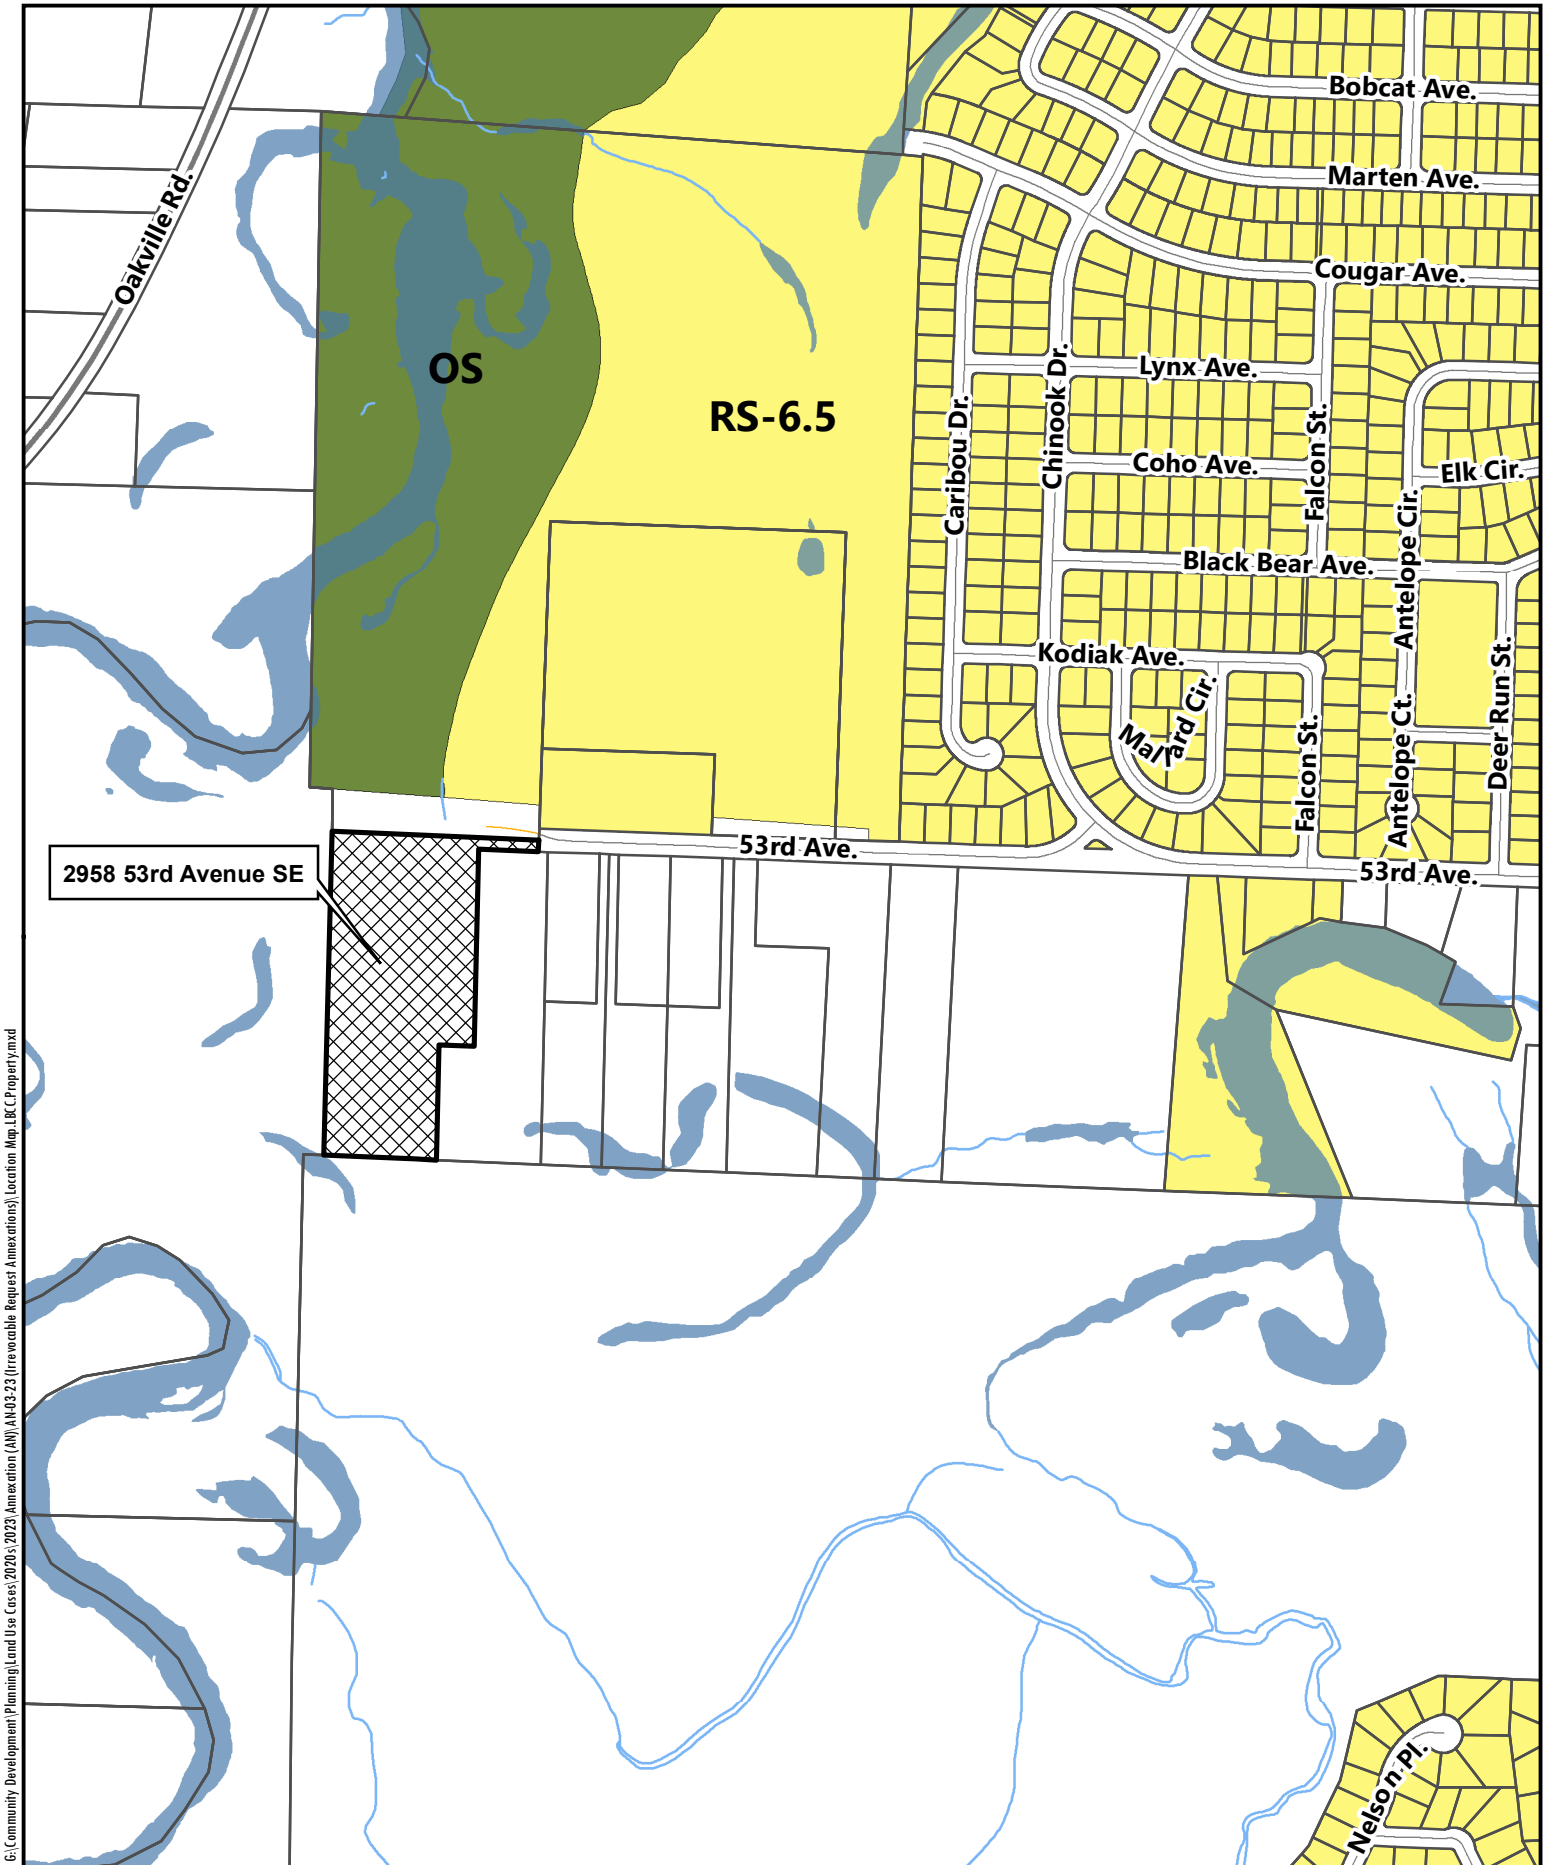 Bobcat Ave.
Marten Ave.
Oakville Rd.
Cougar Ave.
OS
Lynx Ave.
RS-6.5
Chinook Dr.
Caribou Dr.
Falcon St.
Coho Ave.
Elk Cir.
Antelope Cir.
Black Bear Ave.
Kodiak Ave.
Mallard Cir.
Deer Run St.
Falcon St.
Antelope Ct.
53rd Ave.
2958 53rd Avenue SE
53rd Ave.
G:\Community Development\Planning\Land Use Cases\2020s\2023\Annexation (AN)\AN-03-23 (Irrevocable Request Annexations)\Location Map.LBCC.Property.mxd
Nelson Pl.